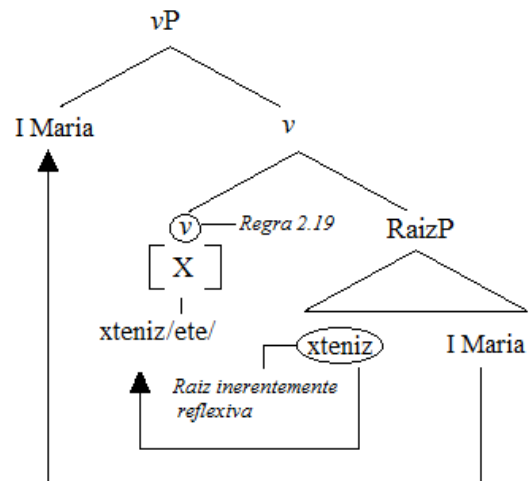 vP
I Maria
v
v
Regra 2.19
RaizP
[ X ]
xteniz/ete/
xteniz
I Maria
Raiz inerentemente
reflexiva